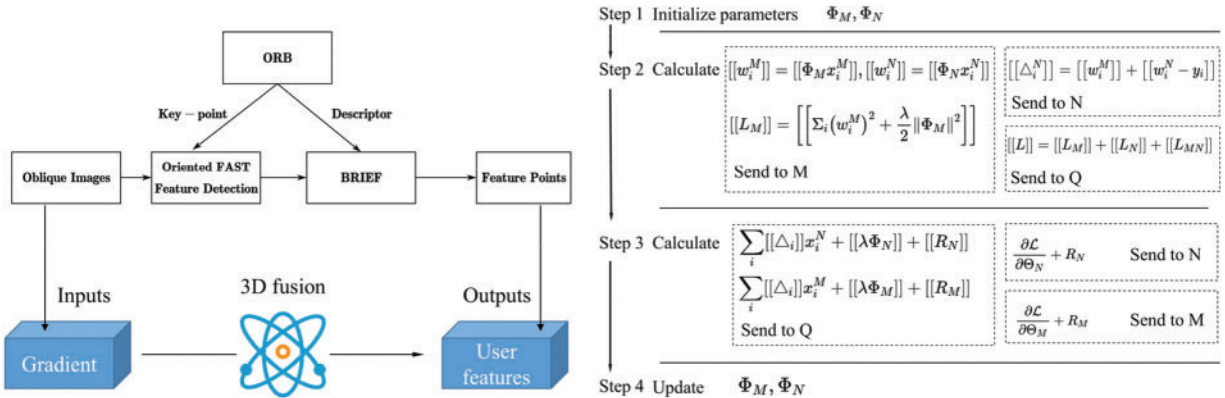 ORB
Key – point
Descriptor
Oblique Images
Oriented FAST
Feature Detection
BRIEF
Feature Points
Inputs
3D fusion
Outputs
Gradient
User
features
Step 1 Initialize parameters Φ_M, Φ_N
Step 2 Calculate
[[w_i^M]] = [[Φ_M x_i^M]], [[w_i^N]] = [[Φ_N x_i^N]]
[[L_M]] = [[Σ_i(w_i^M)^2 + λ/2 ‖Φ_M‖^2]]
Send to M
[[△_i^N]] = [[w_i^M]] + [[w_i^N − y_i]]
Send to N
[[L]] = [[L_M]] + [[L_N]] + [[L_MN]]
Send to Q
Step 3 Calculate
∑_i [[△_i]]x_i^N + [[λΦ_N]] + [[R_N]]
∑_i [[△_i]]x_i^M + [[λΦ_M]] + [[R_M]]
Send to Q
∂ℒ/∂Θ_N + R_N Send to N
∂ℒ/∂Θ_M + R_M Send to M
Step 4 Update Φ_M, Φ_N